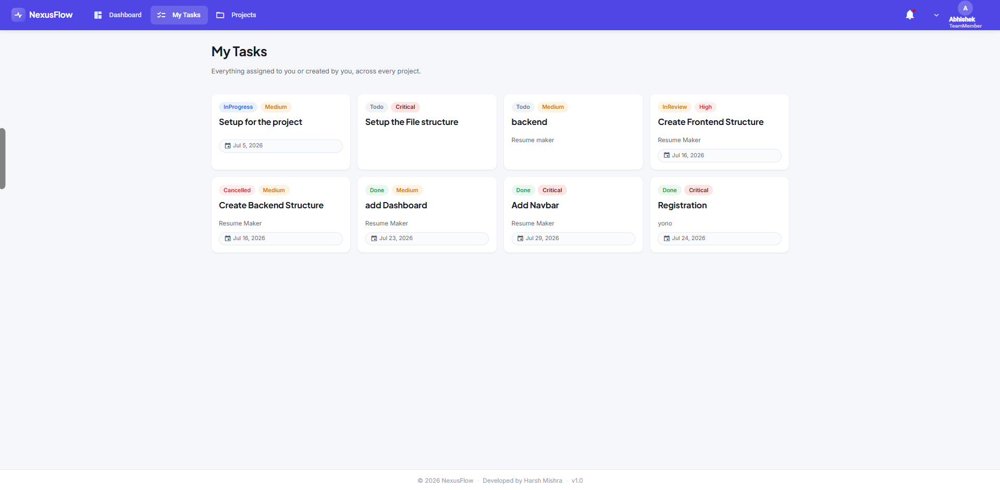 NexusFlow
Dashboard
My Tasks
Projects
A
Abhishek
TeamMember
My Tasks
Everything assigned to you or created by you, across every project.
InProgress Medium
Setup for the project
Jul 5, 2026
Todo Critical
Setup the File structure
Todo Medium
backend
Resume maker
InReview High
Create Frontend Structure
Resume Maker
Jul 16, 2026
Cancelled Medium
Create Backend Structure
Resume Maker
Jul 16, 2026
Done Medium
add Dashboard
Resume Maker
Jul 23, 2026
Done Critical
Add Navbar
Resume Maker
Jul 29, 2026
Done Critical
Registration
yono
Jul 24, 2026
© 2026 NexusFlow · Developed by Harsh Mishra · v1.0